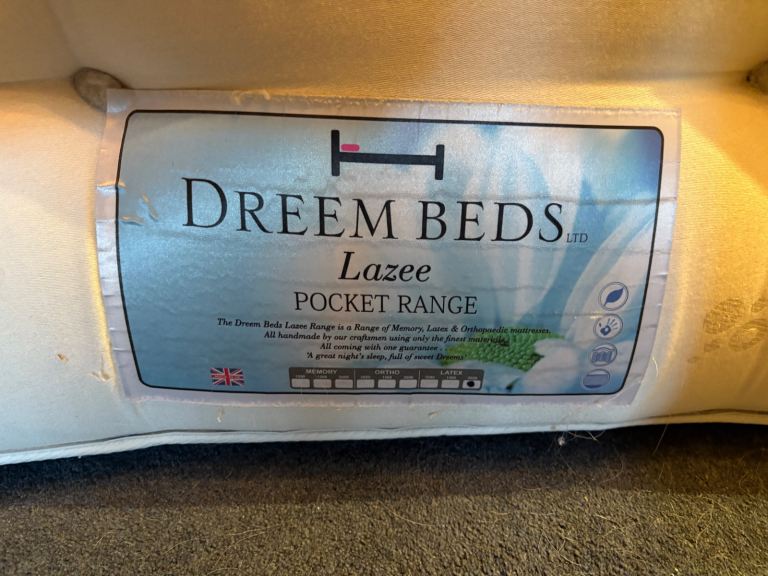 DREEM BEDS LTD
Lazee
POCKET RANGE
The Dreem Beds Lazee Range is a Range of Memory, Latex & Orthopaedic mattresses.
All handmade by our craftsmen using only the finest materials.
All coming with one guarantee . . .
'A great night's sleep, full of sweet Dreems'
MEMORY ORTHO LATEX